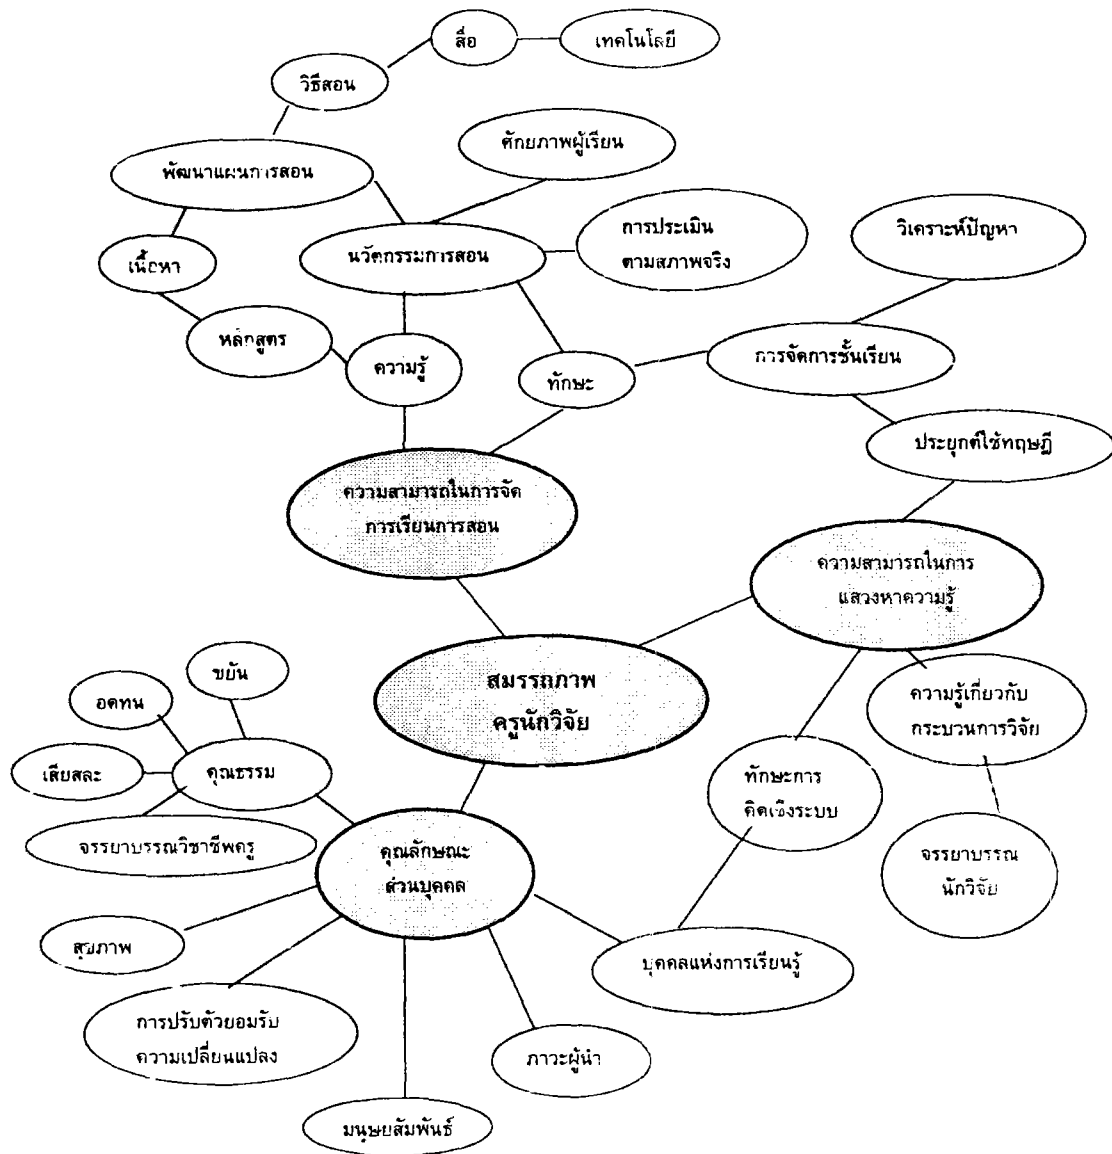 สื่อ
เทคโนโลยี
วิธีสอน
ศักยภาพผู้เรียน
พัฒนาแผนการสอน
การประเมิน
ตามสภาพจริง
วิเคราะห์ปัญหา
นวัตกรรมการสอน
เนื้อหา
หลักสูตร
ความรู้
ทักษะ
การจัดการชั้นเรียน
ประยุกต์ใช้ทฤษฎี
ความสามารถในการจัด
การเรียนการสอน
ความสามารถในการ
แสวงหาความรู้
สมรรถภาพ
ครูนักวิจัย
ขยัน
อดทน
เสียสละ
คุณธรรม
จรรยาบรรณวิชาชีพครู
ความรู้เกี่ยวกับ
กระบวนการวิจัย
ทักษะการ
คิดเชิงระบบ
คุณลักษณะ
ส่วนบุคคล
จรรยาบรรณ
นักวิจัย
สุขภาพ
บุคคลแห่งการเรียนรู้
การปรับตัวยอมรับ
ความเปลี่ยนแปลง
ภาวะผู้นำ
มนุษยสัมพันธ์